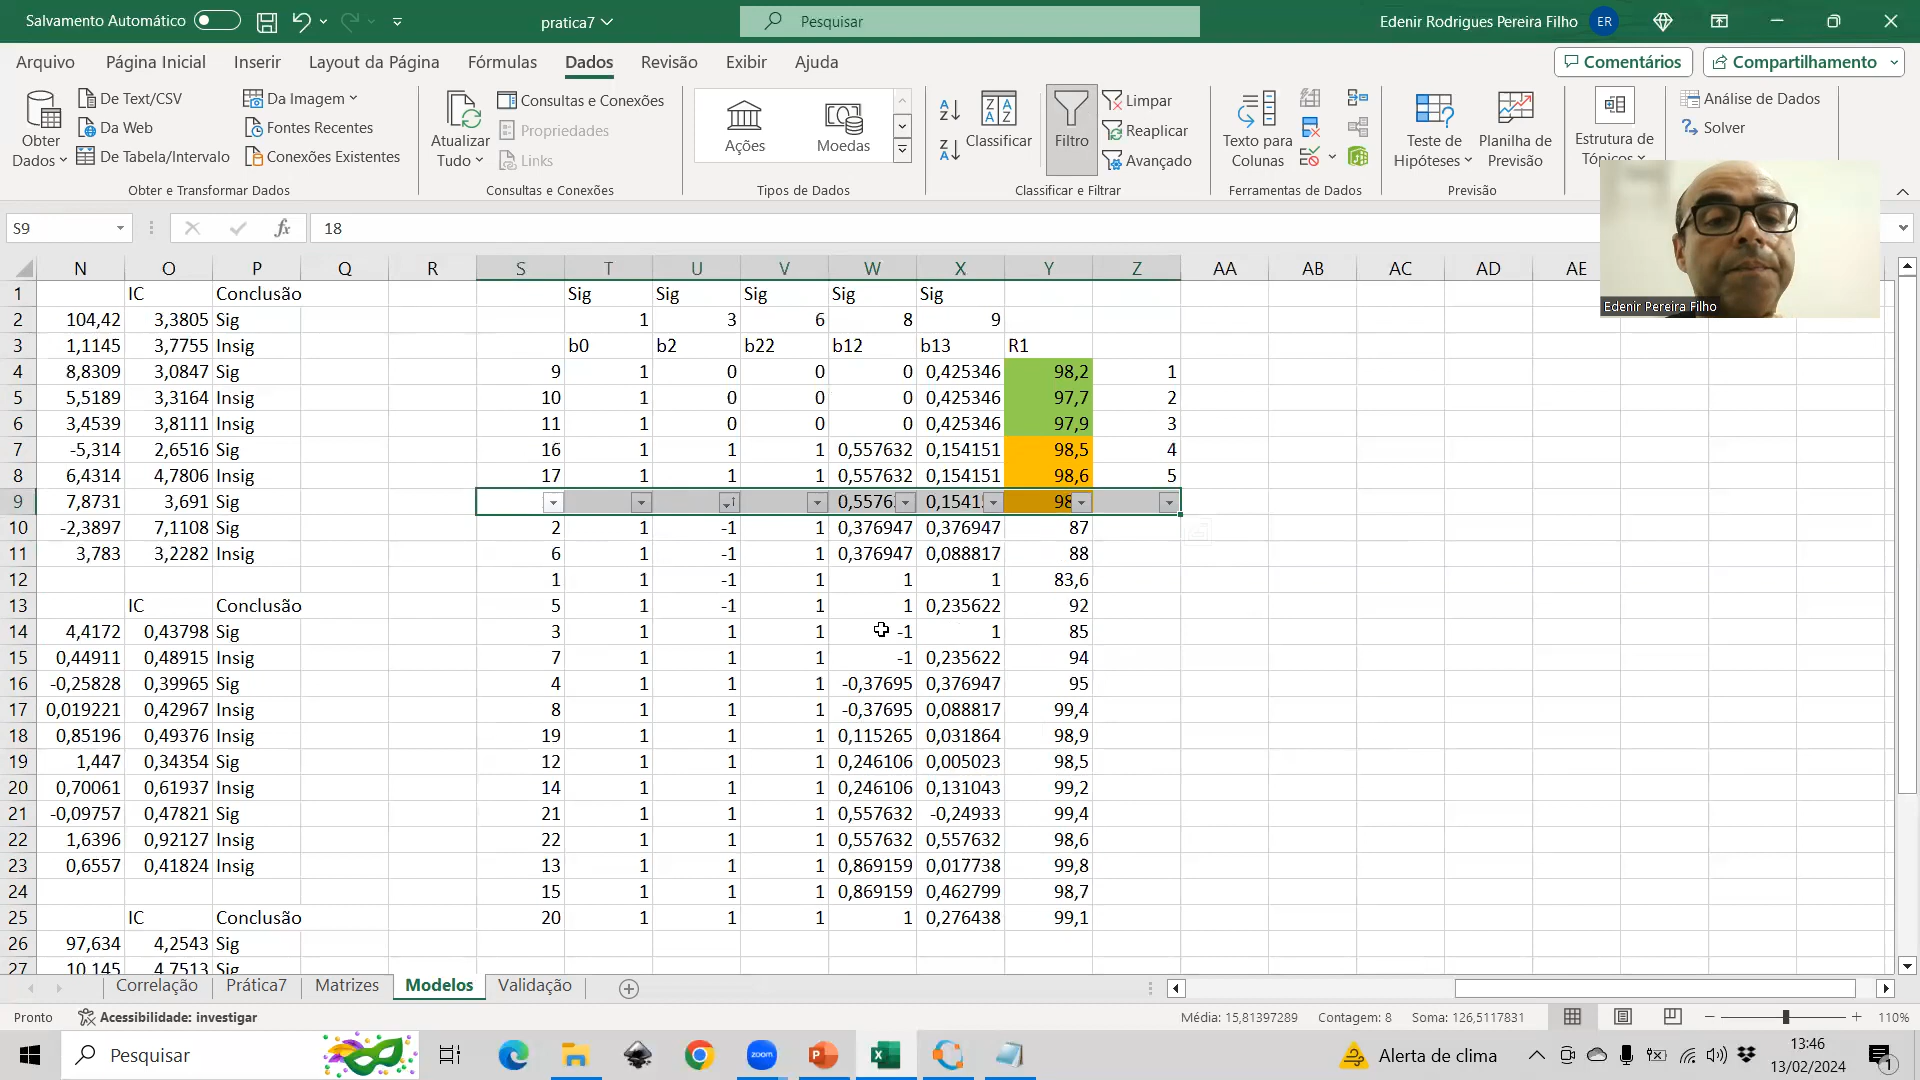 Salvamento Automático
pratica7
Pesquisar
Edenir Rodrigues Pereira Filho ER
Arquivo Página Inicial Inserir Layout da Página Fórmulas Dados Revisão Exibir Ajuda
Comentários Compartilhamento
Obter Dados
De Text/CSV
Da Web
De Tabela/Intervalo
Da Imagem
Fontes Recentes
Conexões Existentes
Obter e Transformar Dados
Atualizar Tudo
Consultas e Conexões
Propriedades
Links
Consultas e Conexões
Ações Moedas
Tipos de Dados
Classificar
Filtro
Limpar
Reaplicar
Avançado
Classificar e Filtrar
Texto para Colunas
Ferramentas de Dados
Teste de Hipóteses
Planilha de Previsão
Previsão
Estrutura de Tópicos
Análise de Dados
Solver
Edenir Pereira Filho
S9 fx 18
N O P Q R S T U V W X Y Z AA AB AC AD AE
1 IC Conclusão Sig Sig Sig Sig Sig
2 104,42 3,3805 Sig 1 3 6 8 9
3 1,1145 3,7755 Insig b0 b2 b22 b12 b13 R1
4 8,8309 3,0847 Sig 9 1 0 0 0 0,425346 98,2 1
5 5,5189 3,3164 Insig 10 1 0 0 0 0,425346 97,7 2
6 3,4539 3,8111 Insig 11 1 0 0 0 0,425346 97,9 3
7 -5,314 2,6516 Sig 16 1 1 1 0,557632 0,154151 98,5 4
8 6,4314 4,7806 Insig 17 1 1 1 0,557632 0,154151 98,6 5
9 7,8731 3,691 Sig
10 -2,3897 7,1108 Sig 2 1 -1 1 0,376947 0,376947 87
11 3,783 3,2282 Insig 6 1 -1 1 0,376947 0,088817 88
12 1 1 -1 1 1 1 83,6
13 IC Conclusão 5 1 -1 1 1 0,235622 92
14 4,4172 0,43798 Sig 3 1 1 1 -1 1 85
15 0,44911 0,48915 Insig 7 1 1 1 -1 0,235622 94
16 -0,25828 0,39965 Sig 4 1 1 1 -0,37695 0,376947 95
17 0,019221 0,42967 Insig 8 1 1 1 -0,37695 0,088817 99,4
18 0,85196 0,49376 Insig 19 1 1 1 0,115265 0,031864 98,9
19 1,447 0,34354 Sig 12 1 1 1 0,246106 0,005023 98,5
20 0,70061 0,61937 Insig 14 1 1 1 0,246106 0,131043 99,2
21 -0,09757 0,47821 Sig 21 1 1 1 0,557632 -0,24933 99,4
22 1,6396 0,92127 Insig 22 1 1 1 0,557632 0,557632 98,6
23 0,6557 0,41824 Insig 13 1 1 1 0,869159 0,017738 99,8
24 15 1 1 1 0,869159 0,462799 98,7
25 IC Conclusão 20 1 1 1 1 0,276438 99,1
26 97,634 4,2543 Sig
27 10,145 4,7513 Sig
Correlação Prática7 Matrizes Modelos Validação
Pronto Acessibilidade: investigar Média: 15,81397289 Contagem: 8 Soma: 126,5117831 110%
Pesquisar
zoom
Alerta de clima
13:46
13/02/2024
1